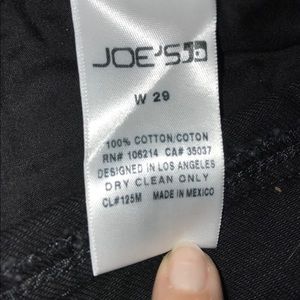 JOE'S
W 29
100% COTTON/COTON
RN# 106214 CA# 35037
DESIGNED IN LOS ANGELES
DRY CLEAN ONLY
CL#125M MADE IN MEXICO